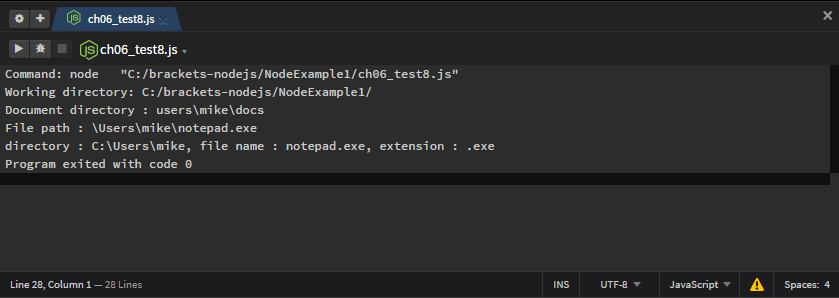 ch06_test8.js
JS ch06_test8.js
Command: node   "C:/brackets-nodejs/NodeExample1/ch06_test8.js"
Working directory: C:/brackets-nodejs/NodeExample1/
Document directory : users\mike\docs
File path : \Users\mike\notepad.exe
directory : C:\Users\mike, file name : notepad.exe, extension : .exe
Program exited with code 0
Line 28, Column 1 — 28 Lines INS UTF-8 JavaScript Spaces: 4